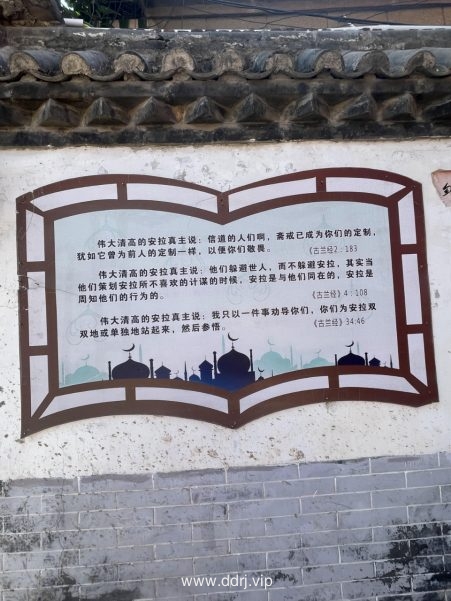 伟大清高的安拉真主说：信道的人们啊，斋戒已成为你们的定制，
犹如它曾为前人的定制一样，以便你们敬畏。 《古兰经2：183
伟大清高的安拉真主说：他们躲避世人，而不躲避安拉，其实当
他们策划安拉所不喜欢的计谋的时候，安拉是与他们同在的，安拉是
周知他们的行为的。 《古兰经》4：108
伟大清高的安拉真主说：我只以一件事劝导你们，你们为安拉双
双地或单独地站起来，然后参悟。 《古兰经》34:46
www.ddrj.vip